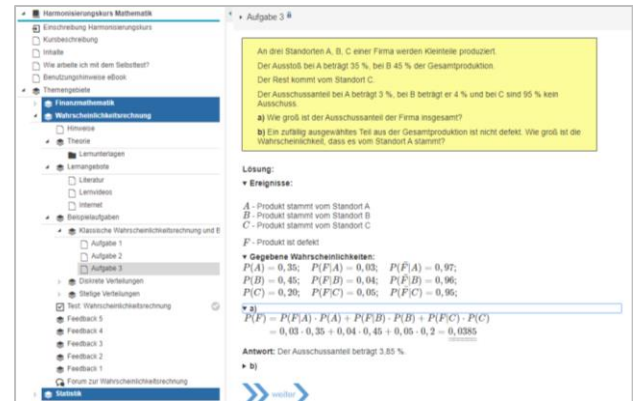 Harmonisierungskurs Mathematik
Einschreibung Harmonisierungskurs
Kursbeschreibung
Inhalte
Wie arbeite ich mit dem Selbsttest?
Benutzungshinweise eBook
Themengebiete
Finanzmathematik
Wahrscheinlichkeitsrechnung
Hinweise
Theorie
Lernunterlagen
Lernangebote
Literatur
Lernvideos
Internet
Beispielaufgaben
Klassische Wahrscheinlichkeitsrechnung und B
Aufgabe 1
Aufgabe 2
Aufgabe 3
Diskrete Verteilungen
Stetige Verteilungen
Test: Wahrscheinlichkeitsrechnung
Feedback 5
Feedback 4
Feedback 3
Feedback 2
Feedback 1
Forum zur Wahrscheinlichkeitsrechnung
Statistik
Aufgabe 3
An drei Standorten A, B, C einer Firma werden Kleinteile produziert.
Der Ausstoß bei A beträgt 35 %, bei B 45 % der Gesamtproduktion.
Der Rest kommt vom Standort C.
Der Ausschussanteil bei A beträgt 3 %, bei B beträgt er 4 % und bei C sind 95 % kein
Ausschuss.
a) Wie groß ist der Ausschussanteil der Firma insgesamt?
b) Ein zufällig ausgewähltes Teil aus der Gesamtproduktion ist nicht defekt. Wie groß ist die
Wahrscheinlichkeit, dass es vom Standort A stammt?
Lösung:
Ereignisse:
A - Produkt stammt vom Standort A
B - Produkt stammt vom Standort B
C - Produkt stammt vom Standort C
F - Produkt ist defekt
Gegebene Wahrscheinlichkeiten:
P(A) = 0,35; P(F|A) = 0,03; P(F̄|A) = 0,97;
P(B) = 0,45; P(F|B) = 0,04; P(F̄|B) = 0,96;
P(C) = 0,20; P(F|C) = 0,05; P(F̄|C) = 0,95;
a)
P(F) = P(F|A) · P(A) + P(F|B) · P(B) + P(F|C) · P(C)
= 0,03 · 0,35 + 0,04 · 0,45 + 0,05 · 0,2 = 0,0385
Antwort: Der Ausschussanteil beträgt 3,85 %.
b)
weiter